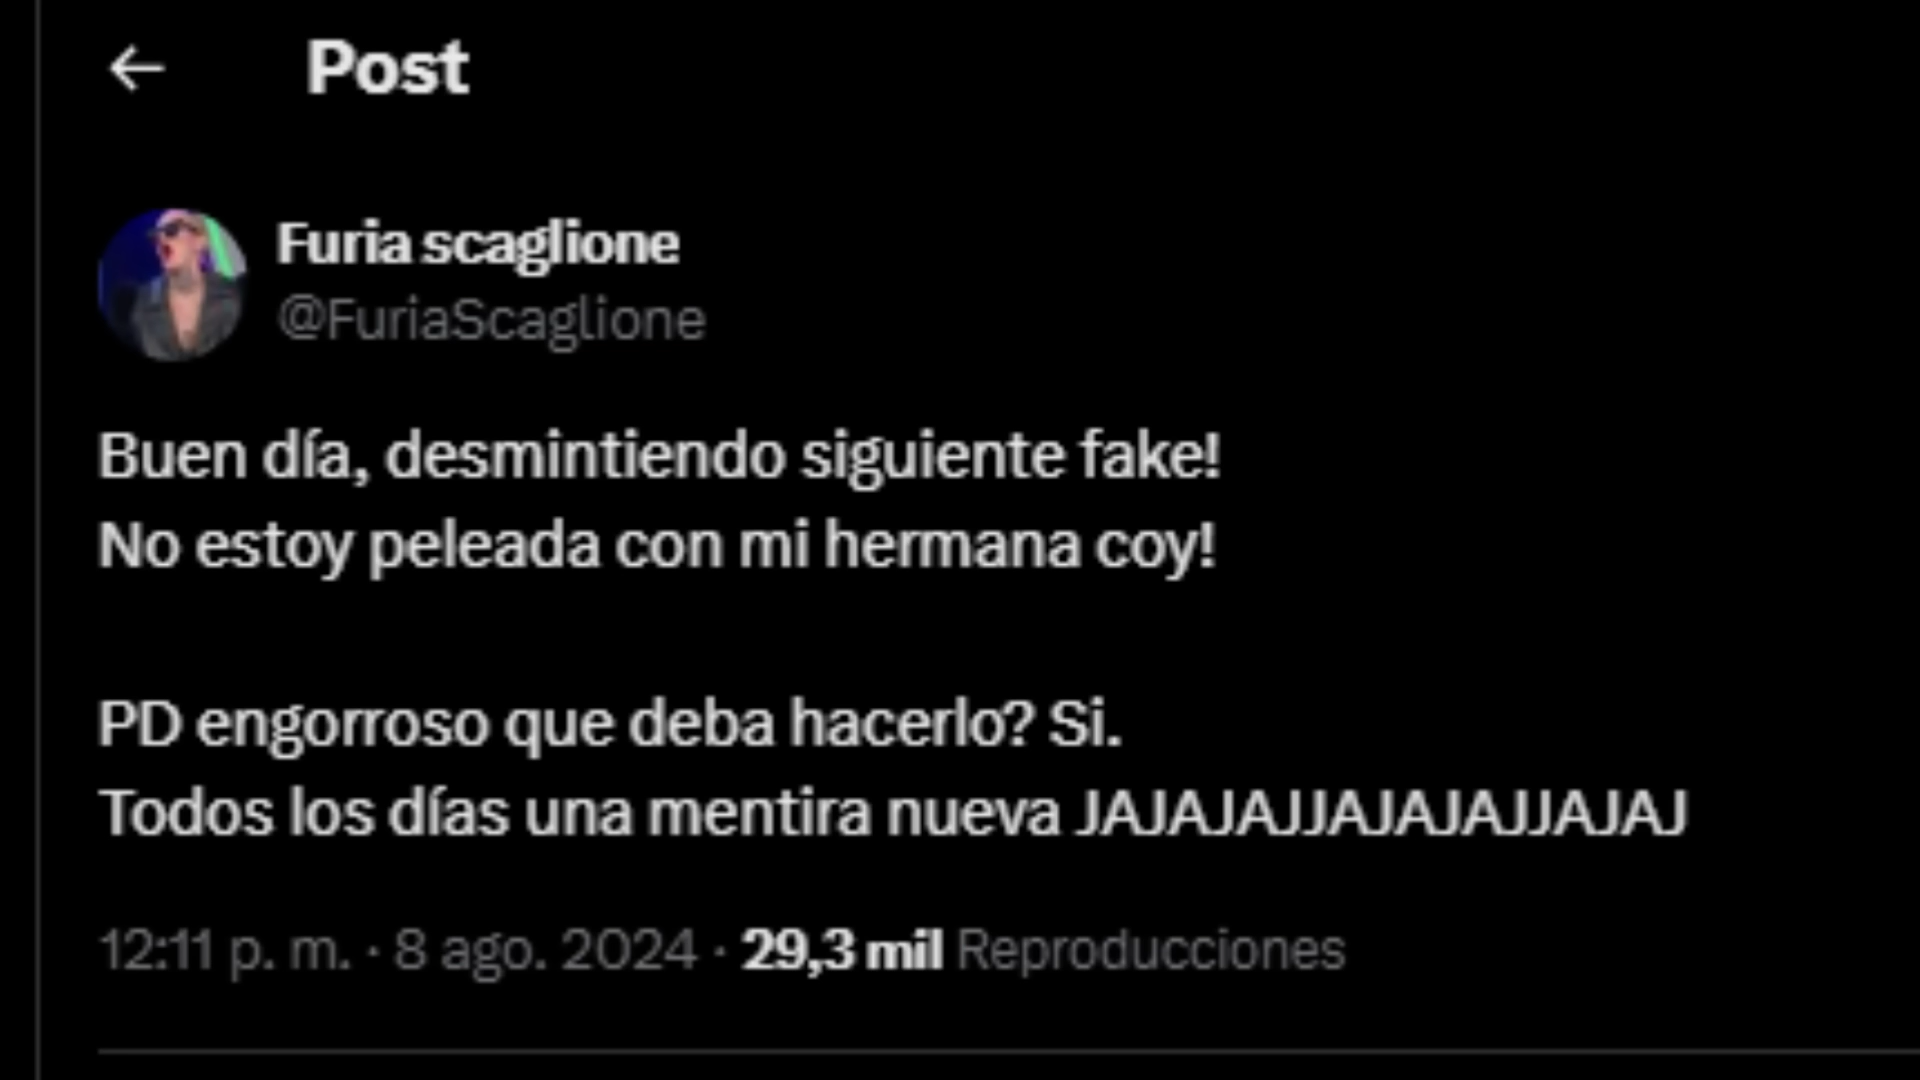 Post
Furia scaglione
@FuriaScaglione
Buen día, desmintiendo siguiente fake!
No estoy peleada con mi hermana coy!
PD engorroso que deba hacerlo? Si.
Todos los días una mentira nueva JAJAJAJJAJAJAJAJJAJAJ
12:11 p. m. · 8 ago. 2024 · 29,3 mil Reproducciones